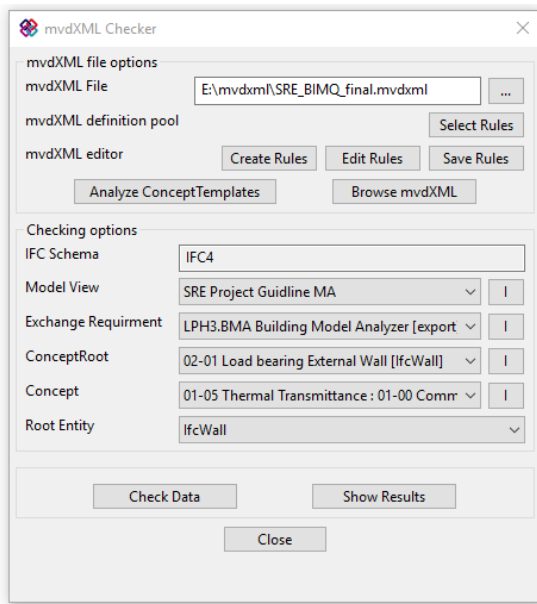 mvdXML Checker
mvdXML file options
mvdXML File E:\mvdxml\SRE_BIMQ_final.mvdxml ...
mvdXML definition pool Select Rules
mvdXML editor Create Rules Edit Rules Save Rules
Analyze ConceptTemplates Browse mvdXML
Checking options
IFC Schema IFC4
Model View SRE Project Guidline MA I
Exchange Requirment LPH3.BMA Building Model Analyzer [export I
ConceptRoot 02-01 Load bearing External Wall [IfcWall] I
Concept 01-05 Thermal Transmittance : 01-00 Comm I
Root Entity IfcWall
Check Data Show Results
Close